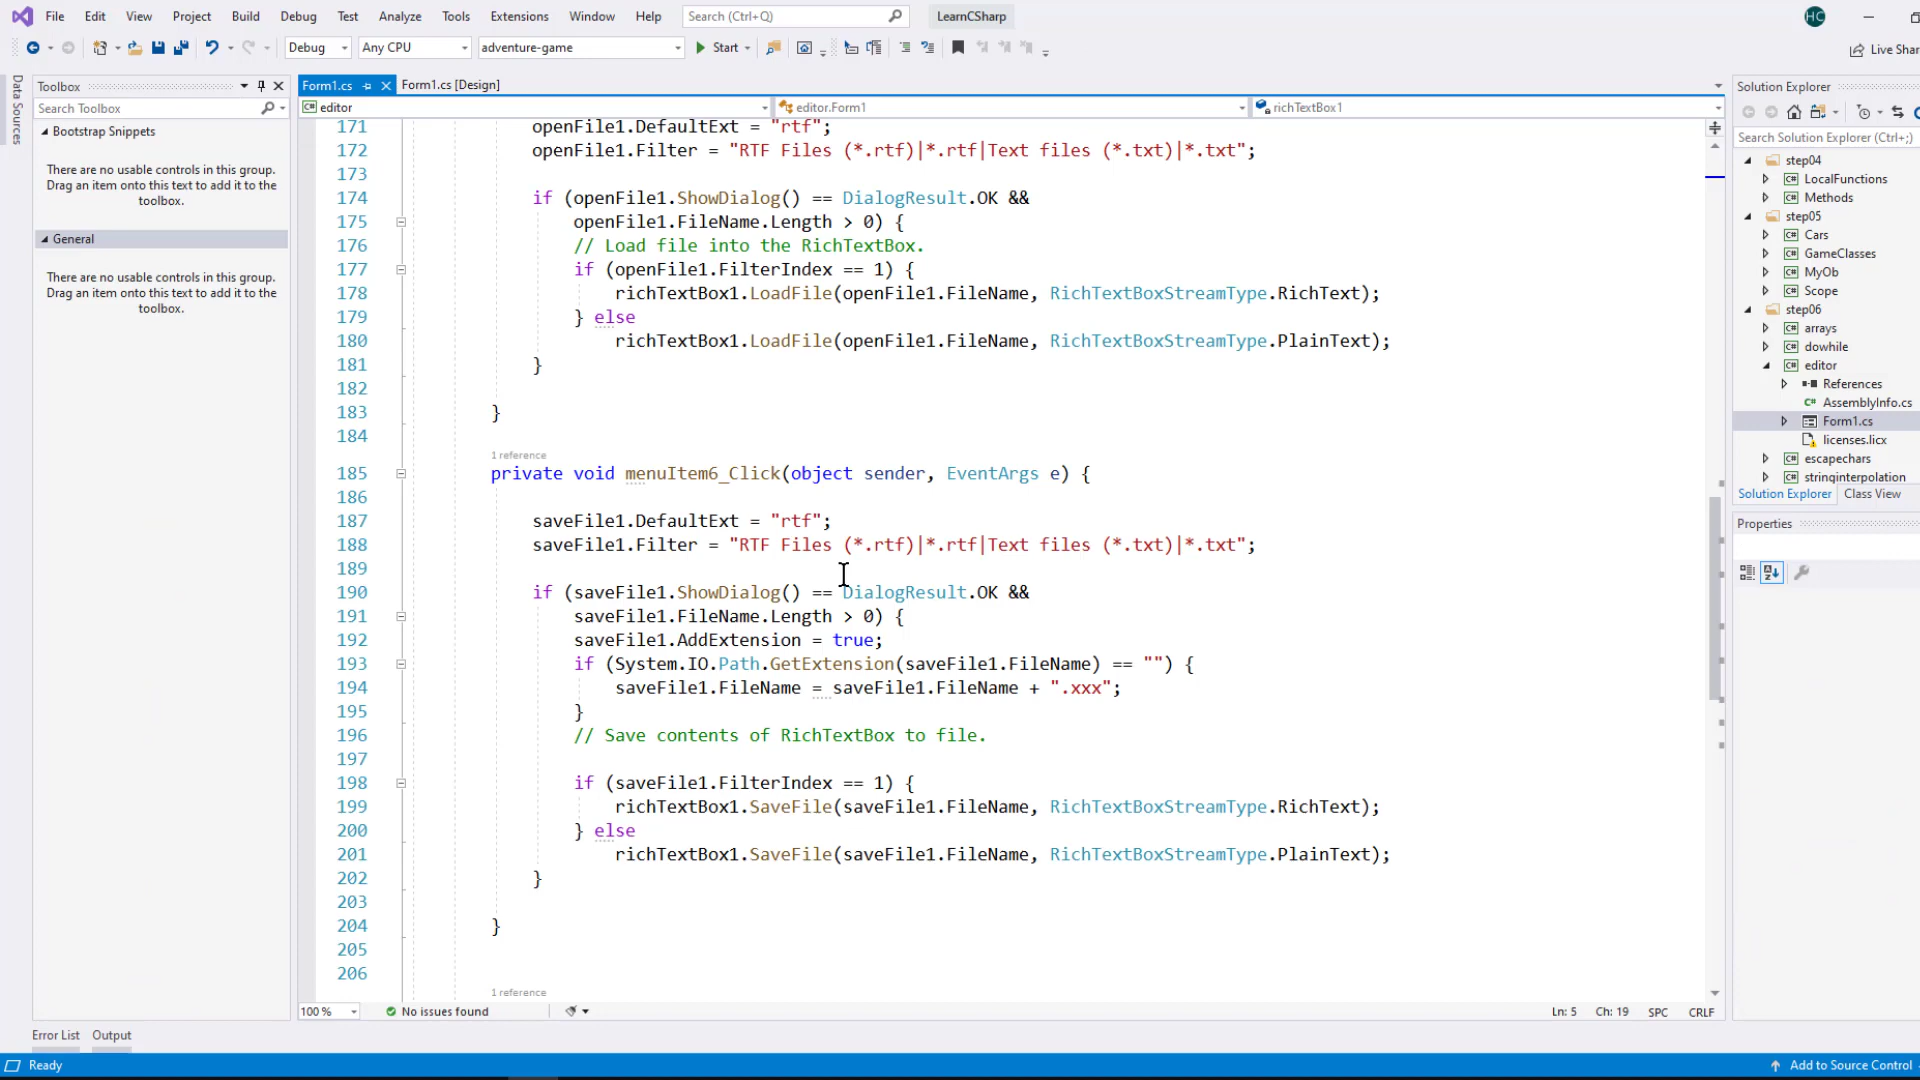 File Edit View Project Build Debug Test Analyze Tools Extensions Window Help Search (Ctrl+Q) LearnCSharp HC
Debug Any CPU adventure-game Start Live Shar
Data Sources
Toolbox
Search Toolbox
Bootstrap Snippets
There are no usable controls in this group.
Drag an item onto this text to add it to the
toolbox.
General
There are no usable controls in this group.
Drag an item onto this text to add it to the
toolbox.
Form1.cs Form1.cs [Design]
editor editor.Form1 richTextBox1
171 openFile1.DefaultExt = "rtf";
172 openFile1.Filter = "RTF Files (*.rtf)|*.rtf|Text files (*.txt)|*.txt";
173
174 if (openFile1.ShowDialog() == DialogResult.OK &&
175 openFile1.FileName.Length > 0) {
176 // Load file into the RichTextBox.
177 if (openFile1.FilterIndex == 1) {
178 richTextBox1.LoadFile(openFile1.FileName, RichTextBoxStreamType.RichText);
179 } else
180 richTextBox1.LoadFile(openFile1.FileName, RichTextBoxStreamType.PlainText);
181 }
182
183 }
184
1 reference
185 private void menuItem6_Click(object sender, EventArgs e) {
186
187 saveFile1.DefaultExt = "rtf";
188 saveFile1.Filter = "RTF Files (*.rtf)|*.rtf|Text files (*.txt)|*.txt";
189
190 if (saveFile1.ShowDialog() == DialogResult.OK &&
191 saveFile1.FileName.Length > 0) {
192 saveFile1.AddExtension = true;
193 if (System.IO.Path.GetExtension(saveFile1.FileName) == "") {
194 saveFile1.FileName = saveFile1.FileName + ".xxx";
195 }
196 // Save contents of RichTextBox to file.
197
198 if (saveFile1.FilterIndex == 1) {
199 richTextBox1.SaveFile(saveFile1.FileName, RichTextBoxStreamType.RichText);
200 } else
201 richTextBox1.SaveFile(saveFile1.FileName, RichTextBoxStreamType.PlainText);
202 }
203
204 }
205
206
1 reference
100 % No issues found Ln: 5 Ch: 19 SPC CRLF
Solution Explorer
Search Solution Explorer (Ctrl+;)
step04
LocalFunctions
Methods
step05
Cars
GameClasses
MyOb
Scope
step06
arrays
dowhile
editor
References
AssemblyInfo.cs
Form1.cs
licenses.licx
escapechars
stringinterpolation
Solution Explorer Class View
Properties
Error List Output
Ready Add to Source Control